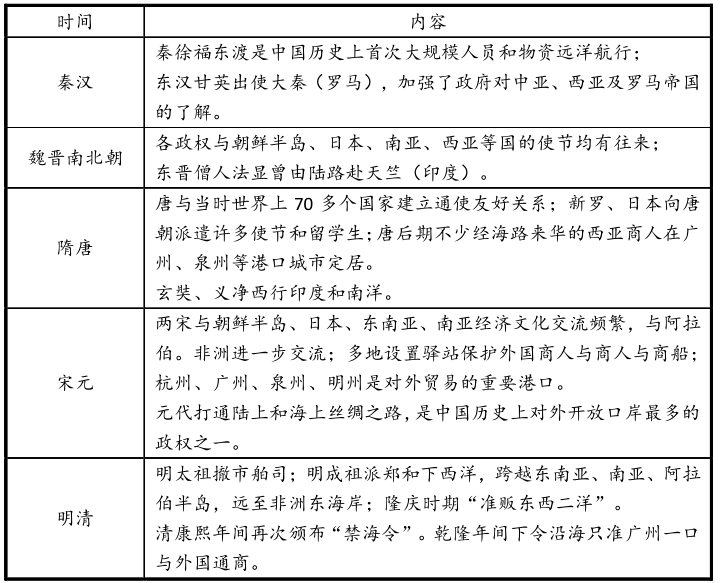 时间
内容
秦汉
秦徐福东渡是中国历史上首次大规模人员和物资远洋航行；
东汉甘英出使大秦（罗马），加强了政府对中亚、西亚及罗马帝国
的了解。
魏晋南北朝
各政权与朝鲜半岛、日本、南亚、西亚等国的使节均有往来；
东晋僧人法显曾由陆路赴天竺（印度）。
隋唐
唐与当时世界上 70 多个国家建立通使友好关系；新罗、日本向唐
朝派遣许多使节和留学生；唐后期不少经海路来华的西亚商人在广
州、泉州等港口城市定居。
玄奘、义净西行印度和南洋。
宋元
两宋与朝鲜半岛、日本、东南亚、南亚经济文化交流频繁，与阿拉
伯。非洲进一步交流；多地设置驿站保护外国商人与商人与商船；
杭州、广州、泉州、明州是对外贸易的重要港口。
元代打通陆上和海上丝绸之路，是中国历史上对外开放口岸最多的
政权之一。
明清
明太祖撤市舶司；明成祖派郑和下西洋，跨越东南亚、南亚、阿拉
伯半岛，远至非洲东海岸；隆庆时期“准贩东西二洋”。
清康熙年间再次颁布“禁海令”。乾隆年间下令沿海只准广州一口
与外国通商。